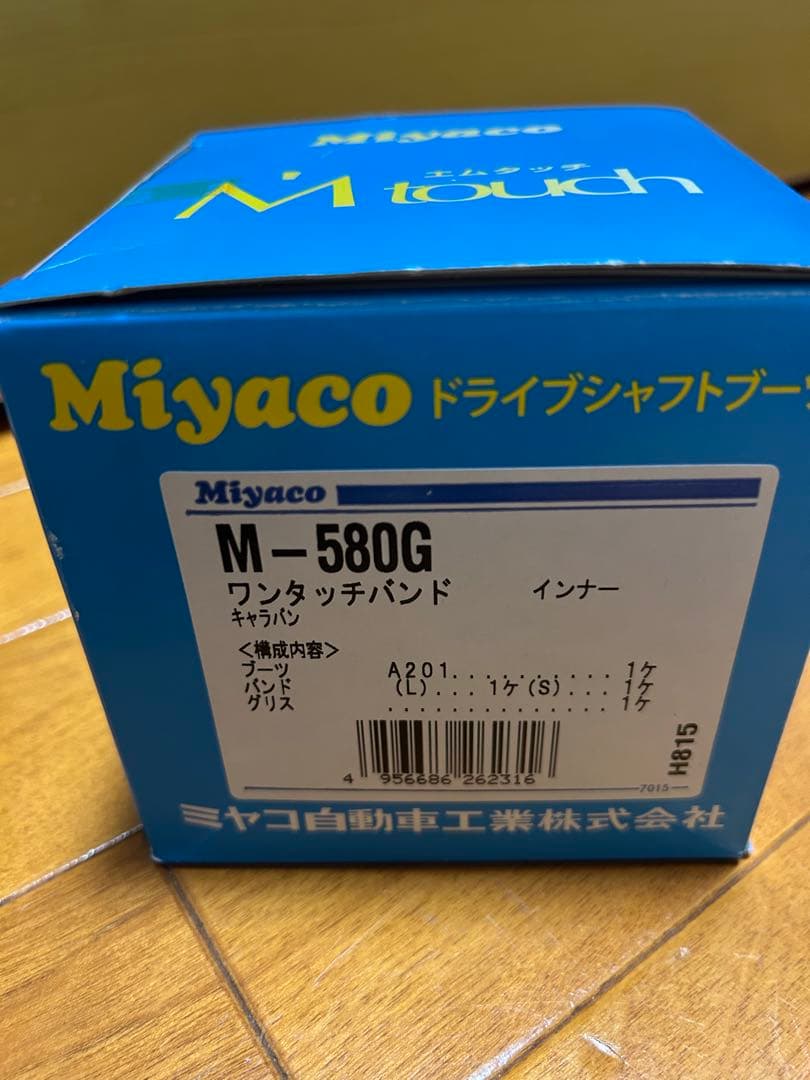 Miyaco
エムタッチ
M touch
Miyaco ドライブシャフトブーツ
Miyaco
M-580G
ワンタッチバンド インナー
キャラバン
<構成内容>
ブーツ A201.......... 1ケ
バンド (L)... 1ケ(S)... 1ケ
グリス ............... 1ケ
4 956686 262316
H815
7015
ミヤコ自動車工業株式会社